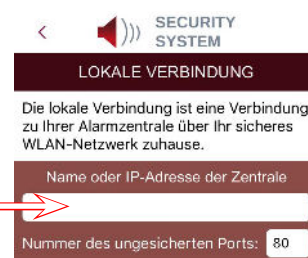 SECURITY
SYSTEM
LOKALE VERBINDUNG
Die lokale Verbindung ist eine Verbindung
zu Ihrer Alarmzentrale über Ihr sicheres
WLAN-Netzwerk zuhause.
Name oder IP-Adresse der Zentrale
Nummer des ungesicherten Ports: 80